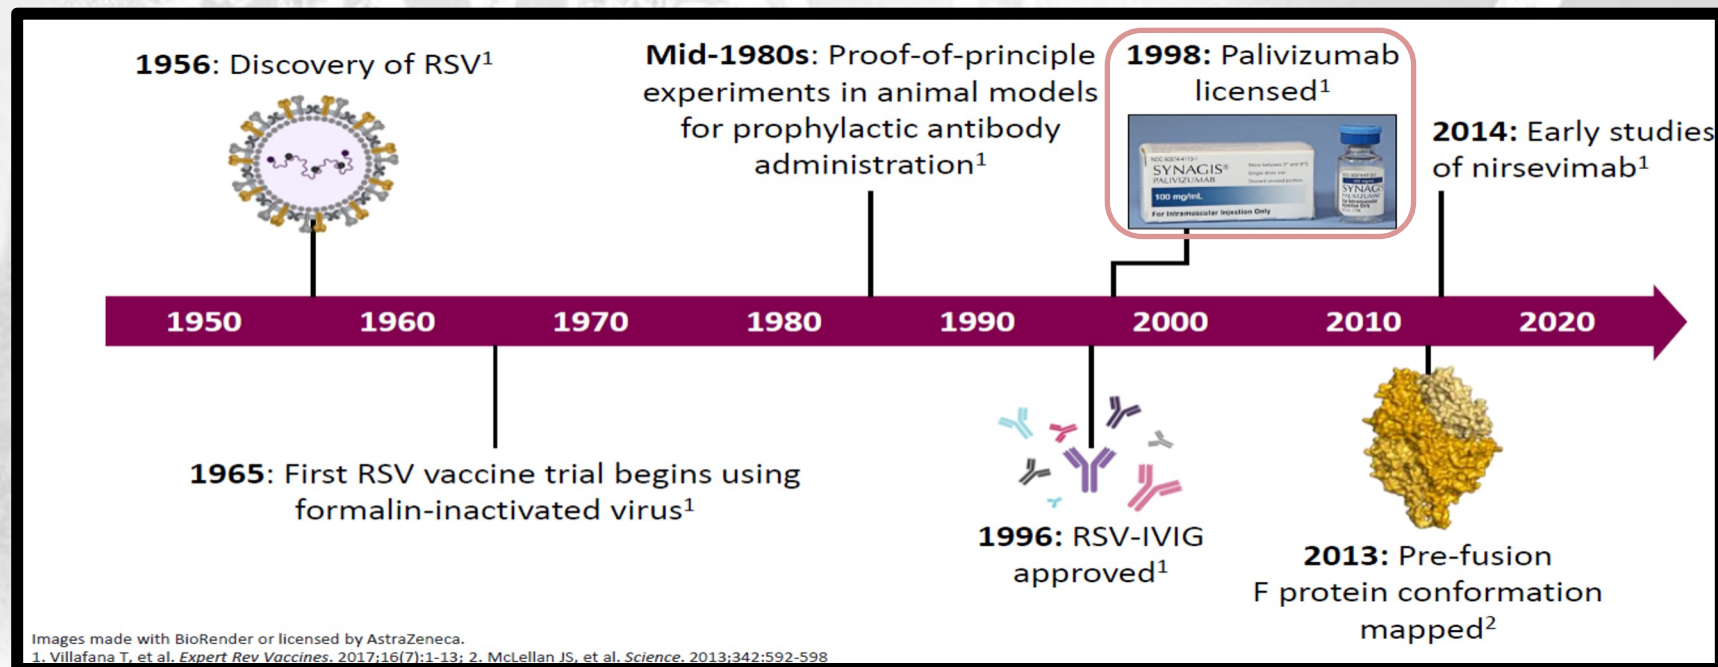 1956: Discovery of RSV¹
Mid-1980s: Proof-of-principle
experiments in animal models
for prophylactic antibody
administration¹
1998: Palivizumab
licensed¹
SYNAGIS®
PALIVIZUMAB
100 mg/mL
For Intramuscular Injection Only
SYNAGIS
2014: Early studies
of nirsevimab¹
1950 1960 1970 1980 1990 2000 2010 2020
1965: First RSV vaccine trial begins using
formalin-inactivated virus¹
1996: RSV-IVIG
approved¹
2013: Pre-fusion
F protein conformation
mapped²
Images made with BioRender or licensed by AstraZeneca.
1. Villafana T, et al. Expert Rev Vaccines. 2017;16(7):1-13; 2. McLellan JS, et al. Science. 2013;342:592-598